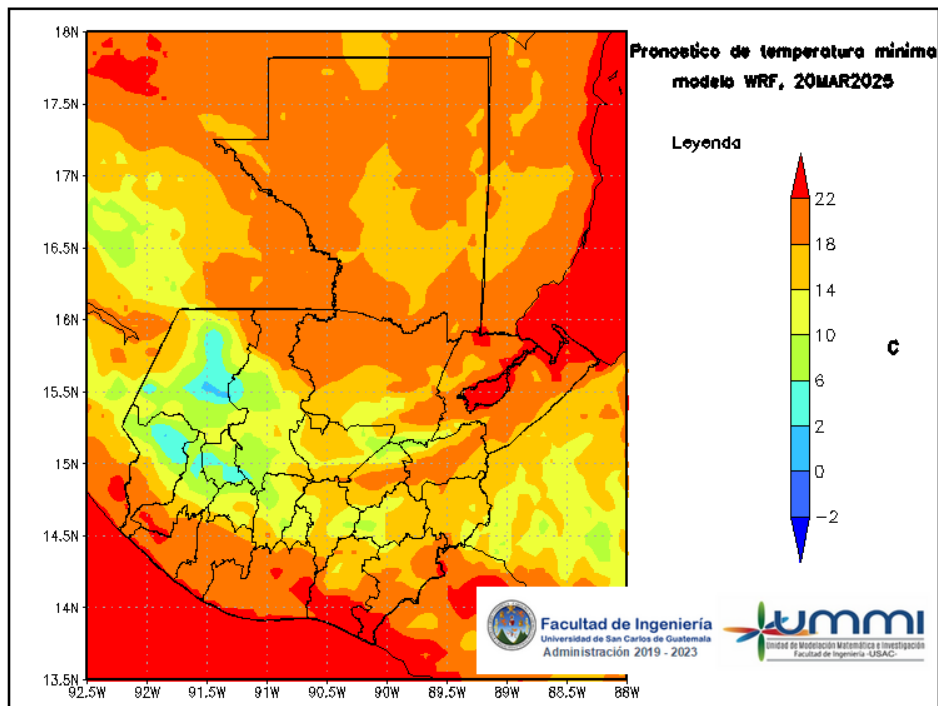 Pronostico de temperatura minima
modelo WRF, 20MAR2025
Leyenda
22
18
14
10
6
2
0
−2
C
18N
17.5N
17N
16.5N
16N
15.5N
15N
14.5N
14N
13.5N
92.5W
92W
91.5W
91W
90.5W
90W
89.5W
89W
88.5W
88W
Facultad de Ingeniería
Universidad de San Carlos de Guatemala
Administración 2019 - 2023
ummi
Unidad de Modelación Matemática e Investigación
Facultad de Ingeniería -USAC-